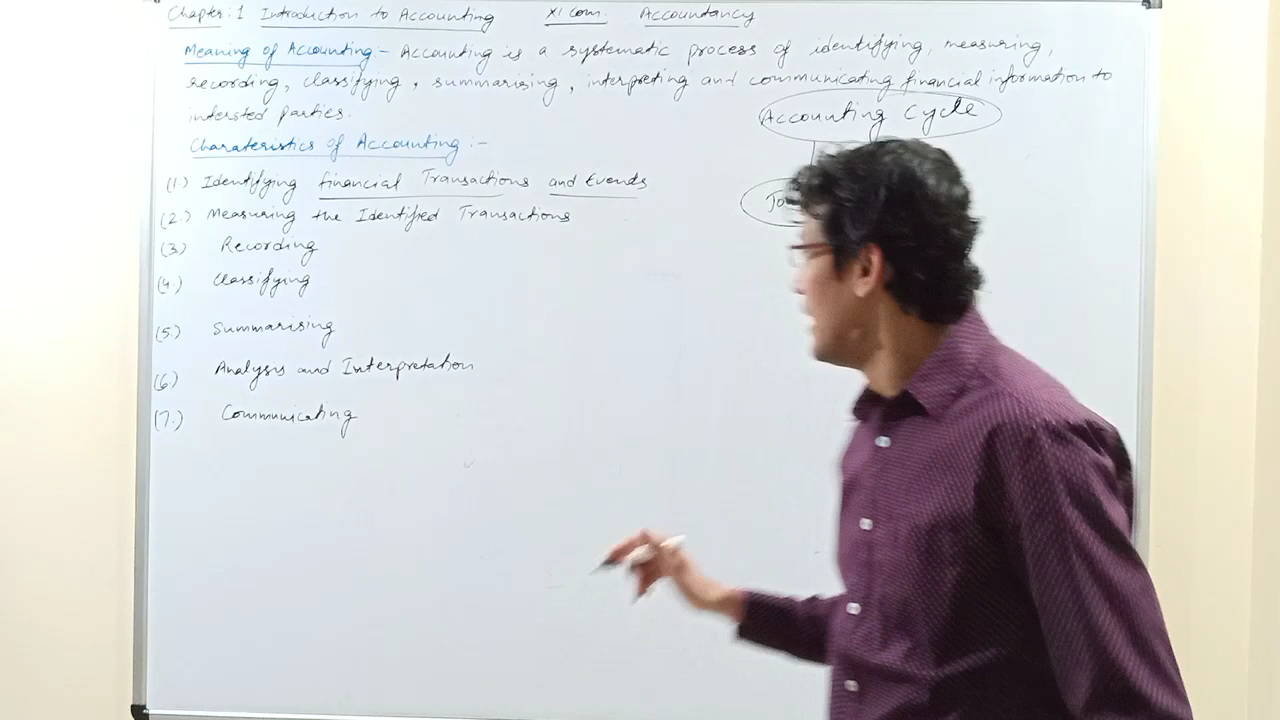 Chapter:1 Introduction to Accounting XI Com. Accountancy
Meaning of Accounting - Accounting is a systematic process of identifying measuring,
recording, classifying, summarising, interpreting and communicating financial information to
intersted parties.
Accounting Cycle
Charateristics of Accounting :-
(1.) Identifying financial Transactions and Events
(2.) Measuring the Identified Transactions
(3.) Recording
(4.) Classifying
(5.) Summarising
(6.) Analysis and Interpretation
(7.) Communicating